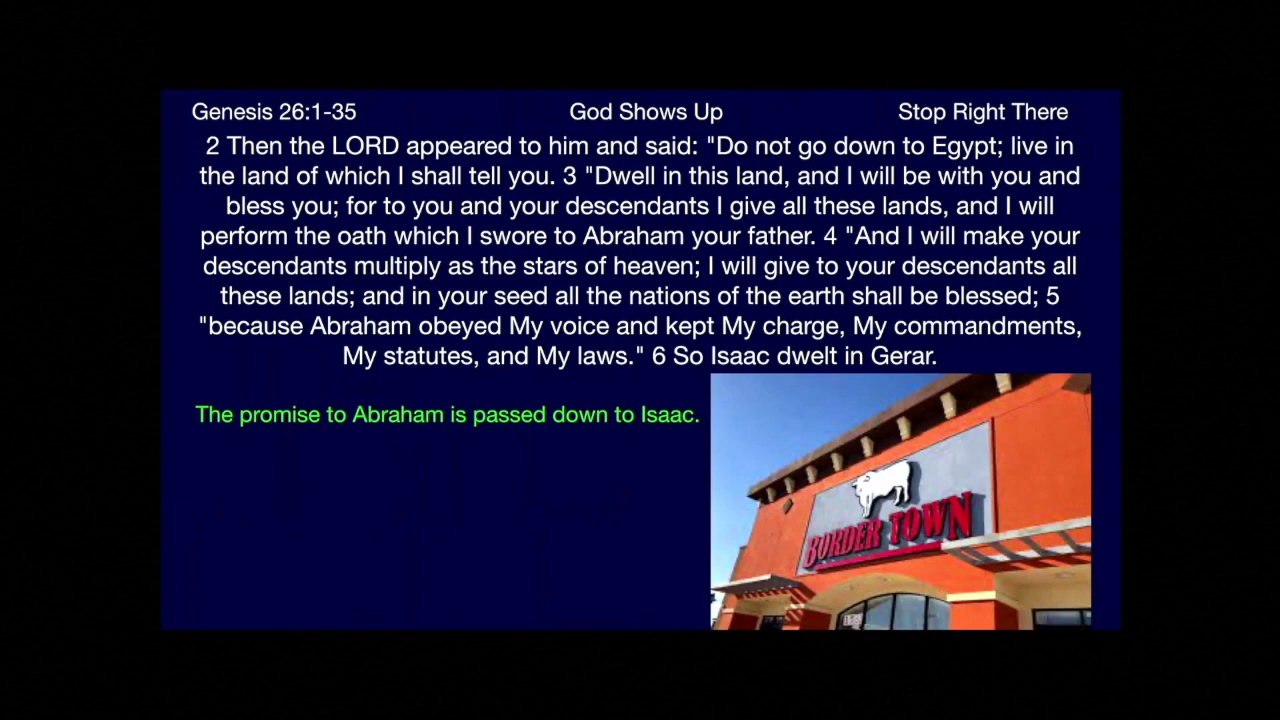 Genesis 26:1-35 God Shows Up Stop Right There
2 Then the LORD appeared to him and said: "Do not go down to Egypt; live in
the land of which I shall tell you. 3 "Dwell in this land, and I will be with you and
bless you; for to you and your descendants I give all these lands, and I will
perform the oath which I swore to Abraham your father. 4 "And I will make your
descendants multiply as the stars of heaven; I will give to your descendants all
these lands; and in your seed all the nations of the earth shall be blessed; 5
"because Abraham obeyed My voice and kept My charge, My commandments,
My statutes, and My laws." 6 So Isaac dwelt in Gerar.
The promise to Abraham is passed down to Isaac.
BORDER TOWN